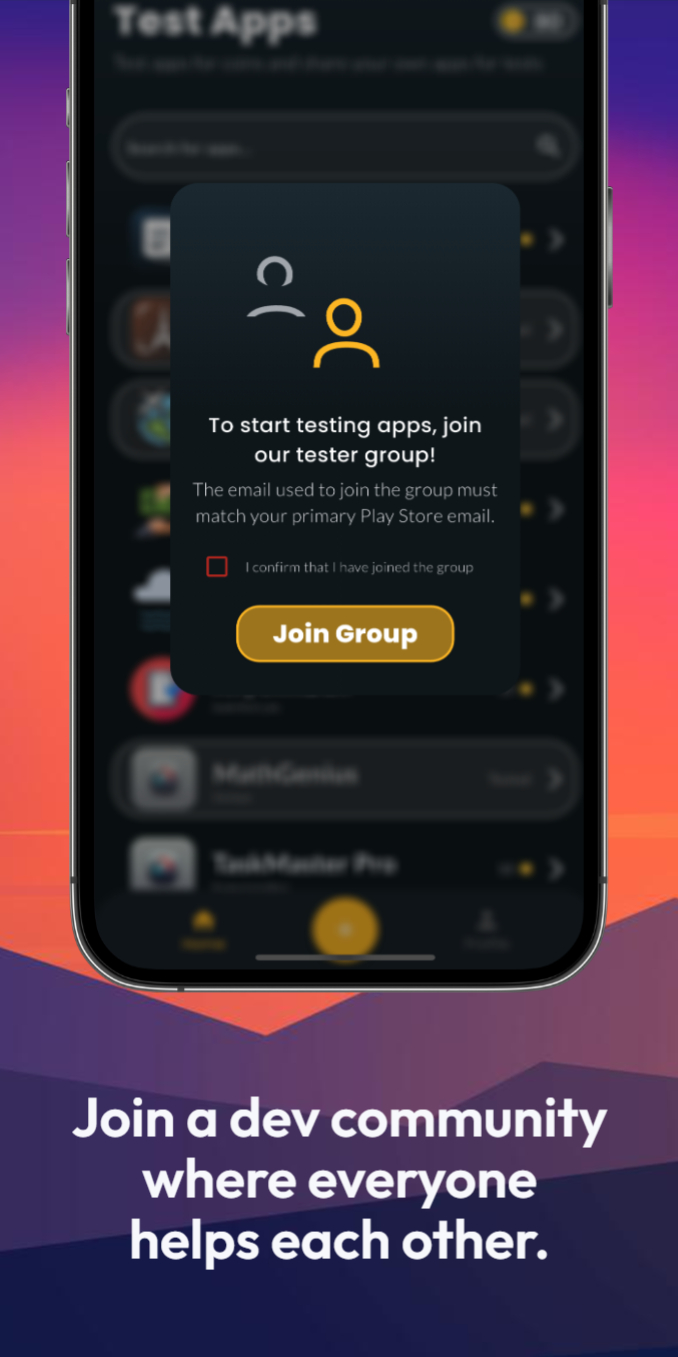 Test Apps
Test apps for coins and share your own apps for tests
Search for apps...
To start testing apps, join
our tester group!
The email used to join the group must
match your primary Play Store email.
I confirm that I have joined the group
Join Group
MathGenius
TaskMaster Pro
Home
Profile
Join a dev community
where everyone
helps each other.